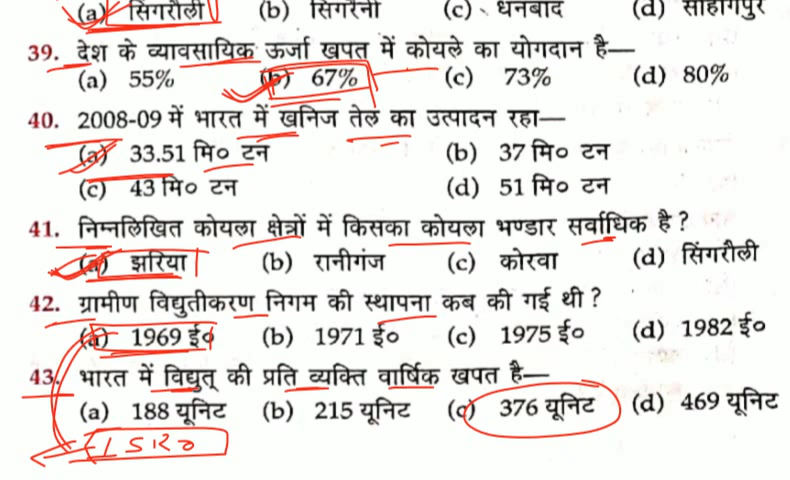 (a) सिंगरौली (b) सिंगरेनी (c) धनबाद (d) सोहागपुर
39. देश के व्यावसायिक ऊर्जा खपत में कोयले का योगदान है—
(a) 55% (b) 67% (c) 73% (d) 80%
40. 2008-09 में भारत में खनिज तेल का उत्पादन रहा—
(a) 33.51 मि० टन (b) 37 मि० टन
(c) 43 मि० टन (d) 51 मि० टन
41. निम्नलिखित कोयला क्षेत्रों में किसका कोयला भण्डार सर्वाधिक है?
(a) झरिया (b) रानीगंज (c) कोरवा (d) सिंगरौली
42. ग्रामीण विद्युतीकरण निगम की स्थापना कब की गई थी?
(a) 1969 ई० (b) 1971 ई० (c) 1975 ई० (d) 1982 ई०
43. भारत में विद्युत् की प्रति व्यक्ति वार्षिक खपत है—
(a) 188 यूनिट (b) 215 यूनिट (c) 376 यूनिट (d) 469 यूनिट
ISRO